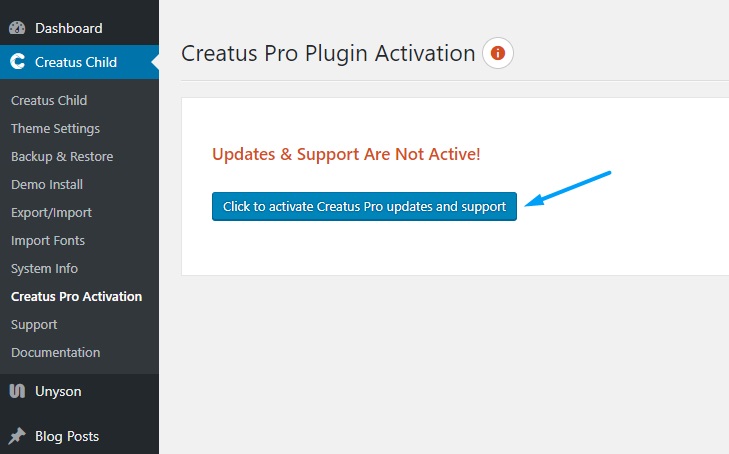 Dashboard
Creatus Child
Creatus Child
Theme Settings
Backup & Restore
Demo Install
Export/Import
Import Fonts
System Info
Creatus Pro Activation
Support
Documentation
Unyson
Blog Posts
Creatus Pro Plugin Activation
Updates & Support Are Not Active!
Click to activate Creatus Pro updates and support